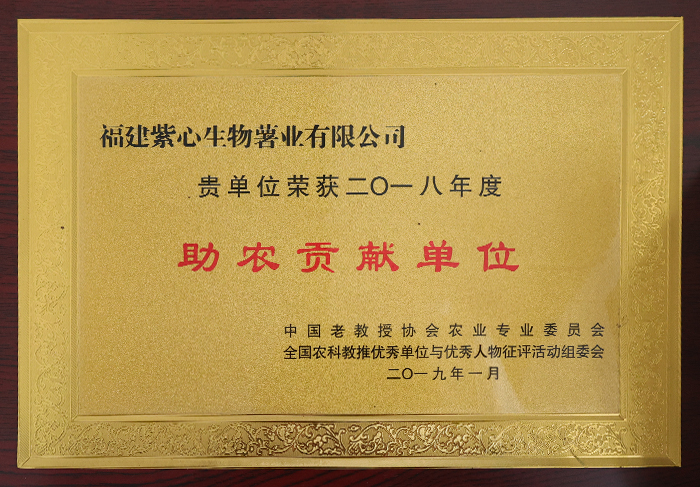 福建紫心生物薯业有限公司
贵单位荣获二〇一八年度
助农贡献单位
中国老教授协会农业专业委员会
全国农科教推优秀单位与优秀人物征评活动组委会
二〇一九年一月